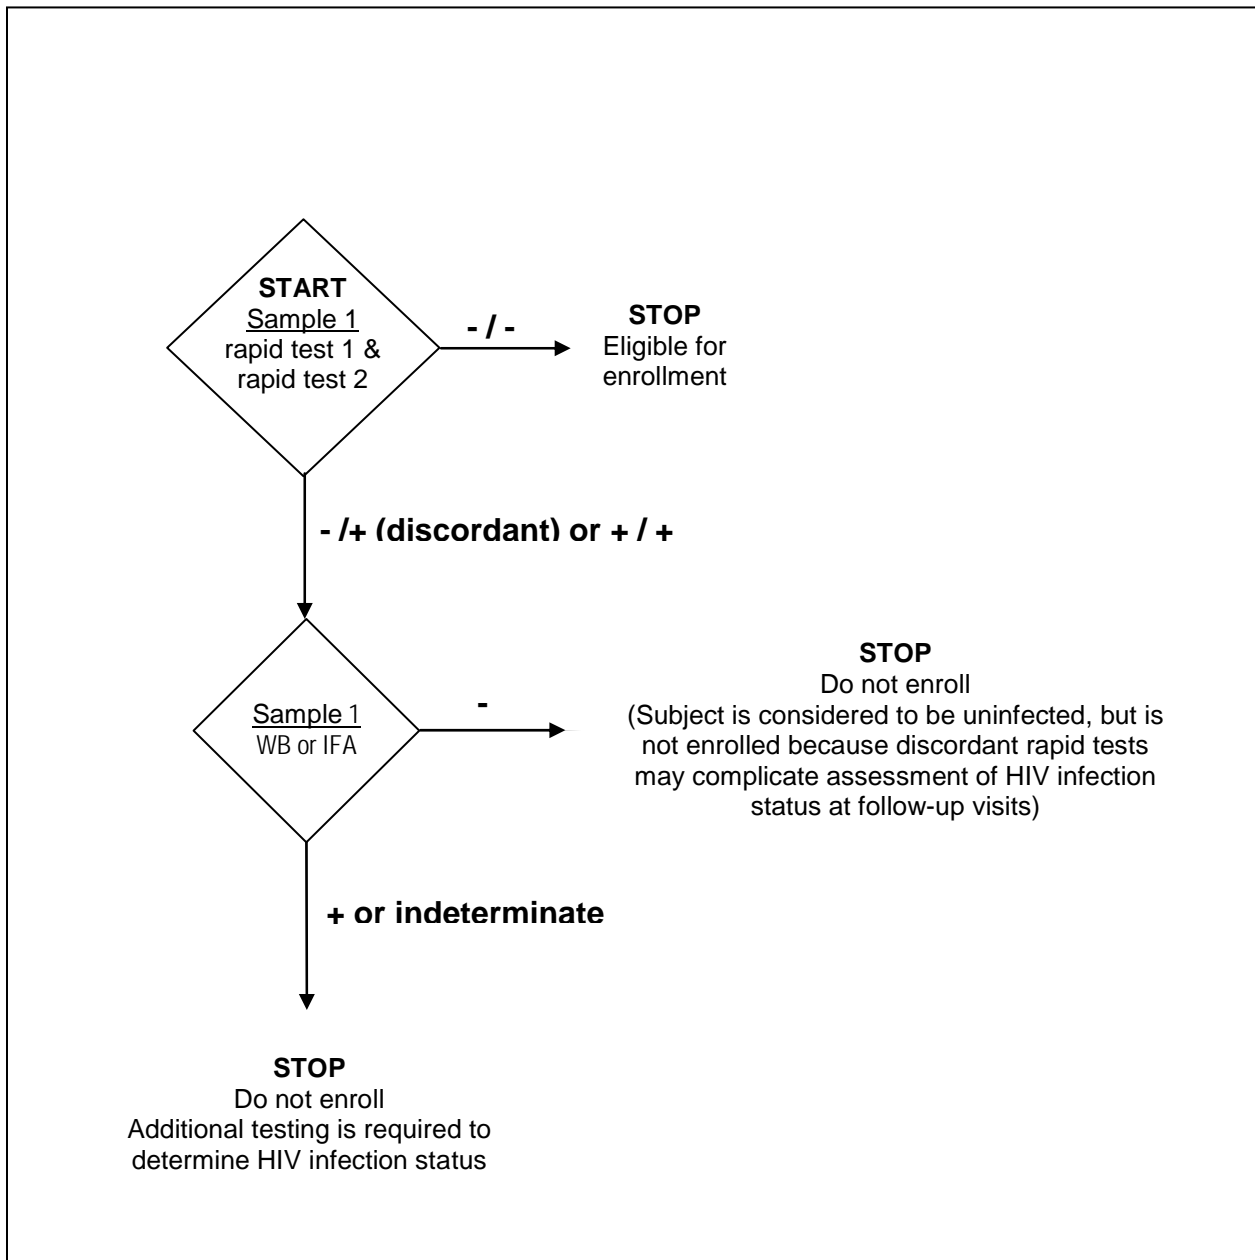 START
Sample 1
rapid test 1 &
rapid test 2
- / -
STOP
Eligible for
enrollment
- /+ (discordant) or + / +
Sample 1
WB or IFA
-
STOP
Do not enroll
(Subject is considered to be uninfected, but is
not enrolled because discordant rapid tests
may complicate assessment of HIV infection
status at follow-up visits)
+ or indeterminate
STOP
Do not enroll
Additional testing is required to
determine HIV infection status